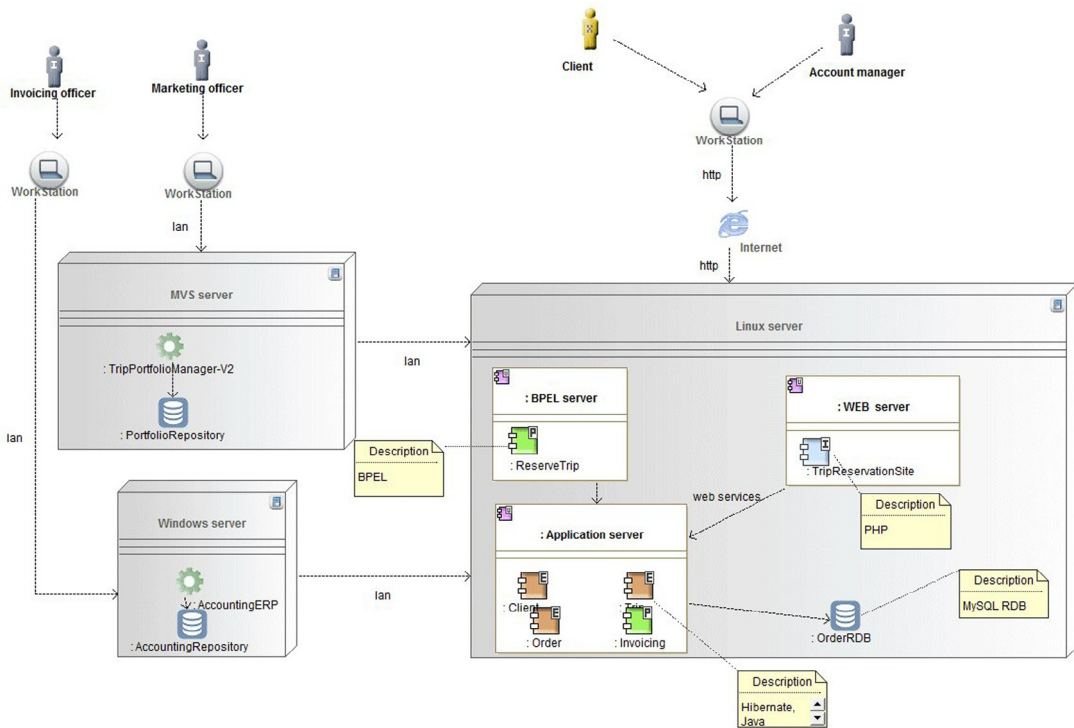 Client
Account manager
Invoicing officer
Marketing officer
WorkStation
WorkStation
WorkStation
http
lan
Internet
http
MVS server
Linux server
lan
: TripPortfolioManager-V2
: PortfolioRepository
: BPEL server
: WEB server
P
: ReserveTrip
I
: TripReservationSite
Description
BPEL
lan
web services
Description
PHP
Windows server
: Application server
: AccountingERP
: AccountingRepository
lan
E
: Client
E
: Trip
E
: Order
P
: Invoicing
: OrderRDB
Description
MySQL RDB
Description
Hibernate,
Java